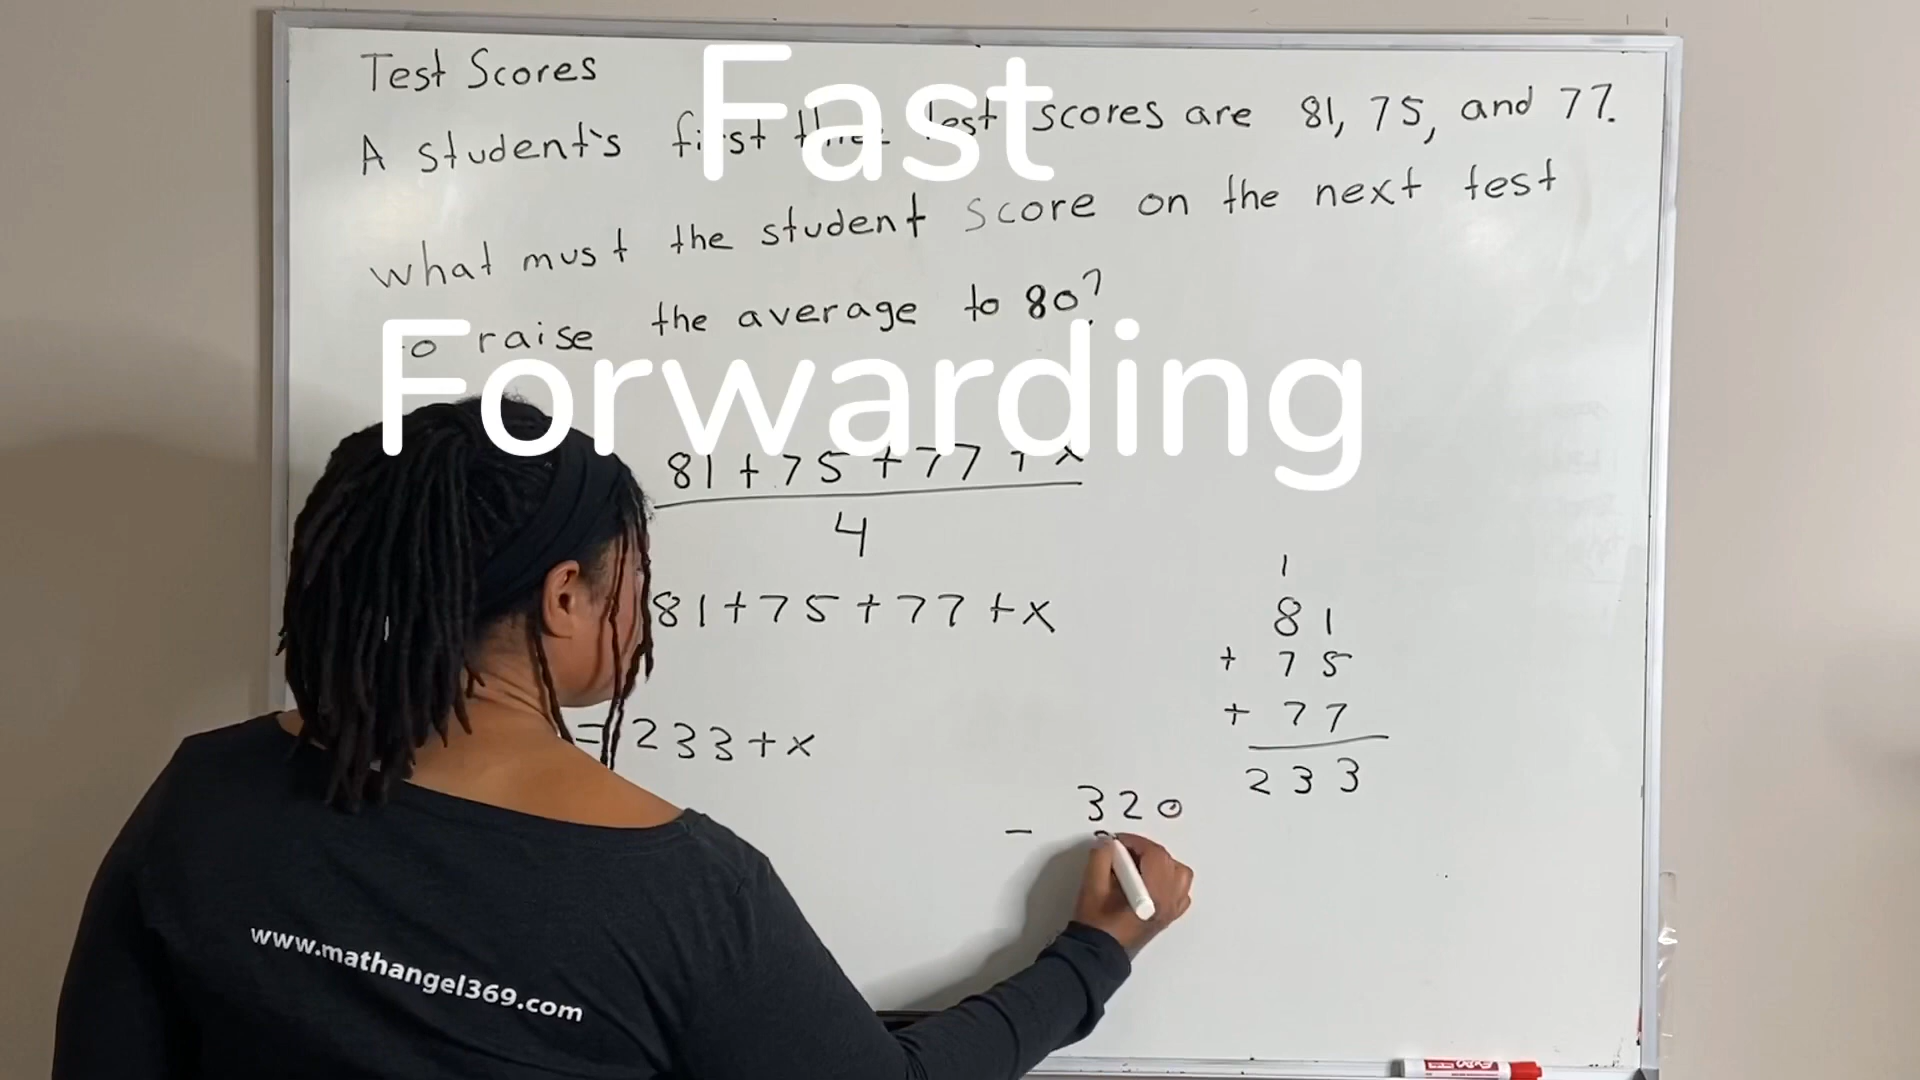 Test Scores
A student's first test scores are 81, 75, and 77.
What must the student score on the next test
to raise the average to 80?
Fast
Forwarding
81+75+77+x
4
81+75+77+x
= 233+x
1
81
+ 75
+ 77
233
320
-
www.mathangel369.com
EXPO